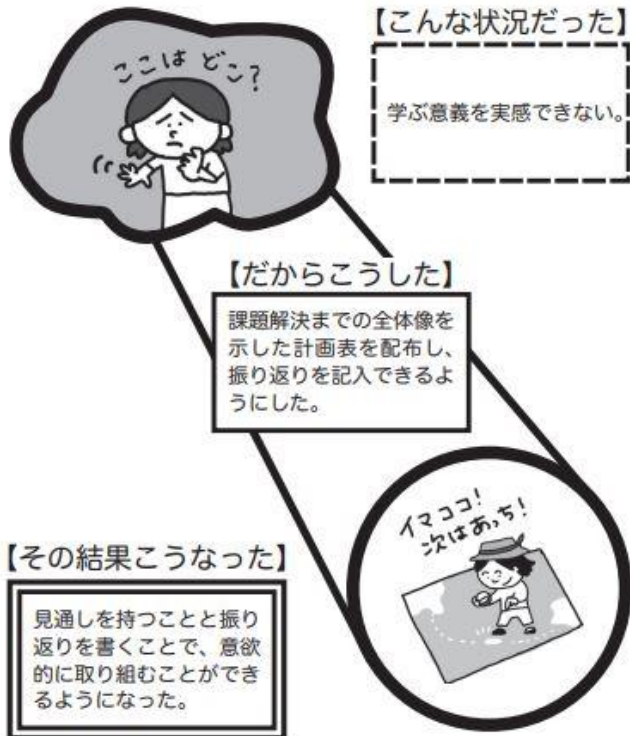 【こんな状況だった】
学ぶ意義を実感できない。
ここは どこ?
【だからこうした】
課題解決までの全体像を
示した計画表を配布し、
振り返りを記入できるよ
うにした。
イマココ!
次はあっち!
【その結果こうなった】
見通しを持つことと振り
返りを書くことで、意欲
的に取り組むことができ
るようになった。